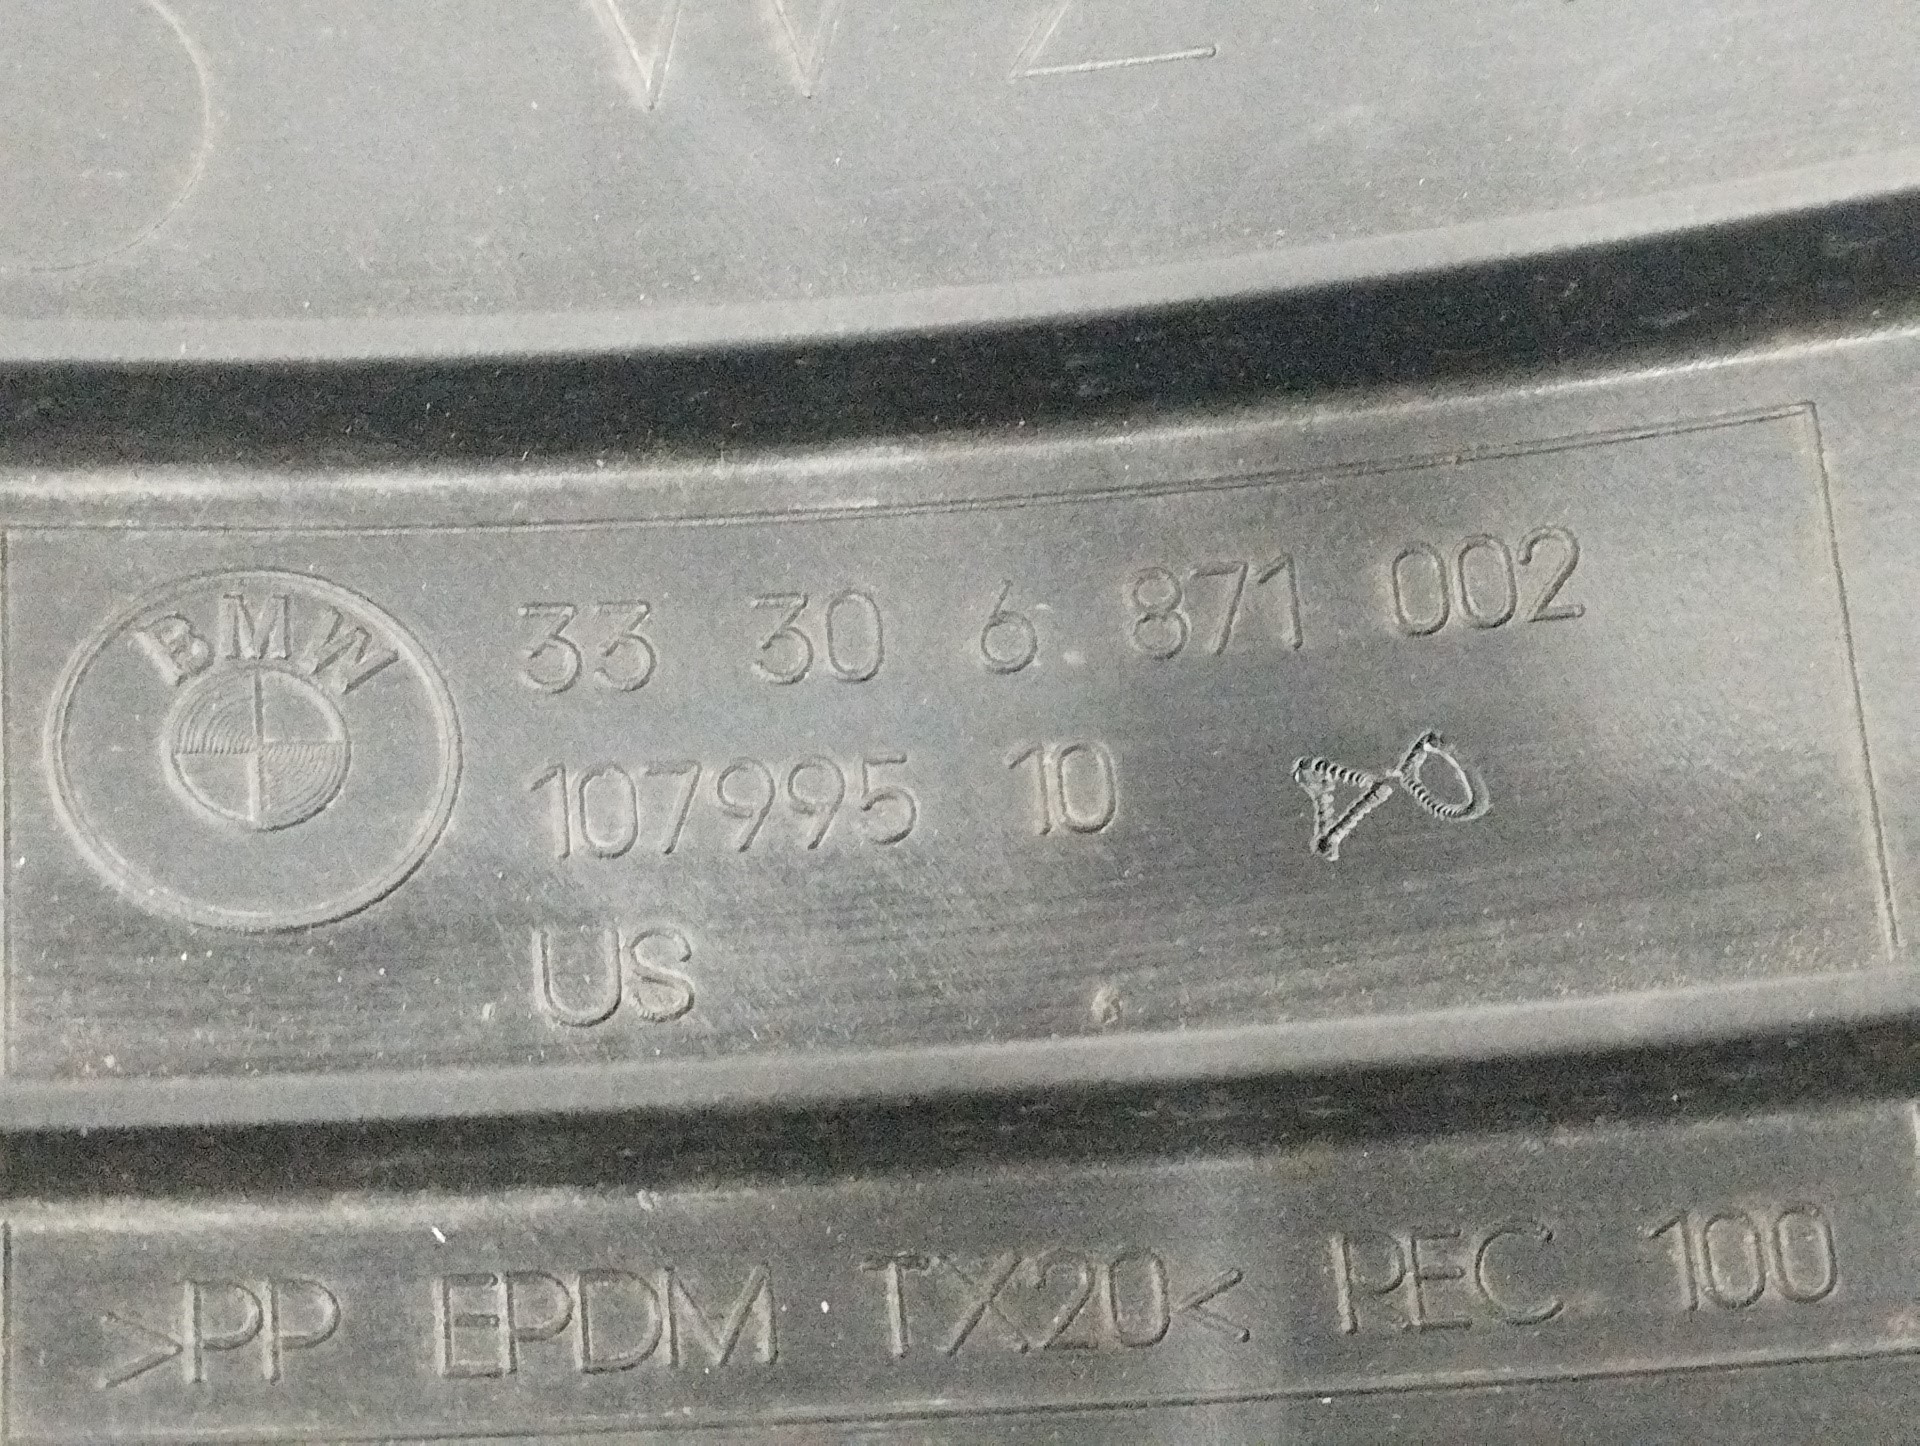 BMW
33 30 6.871 002
107995 10
US
>PP EPDM TX20< REC 100